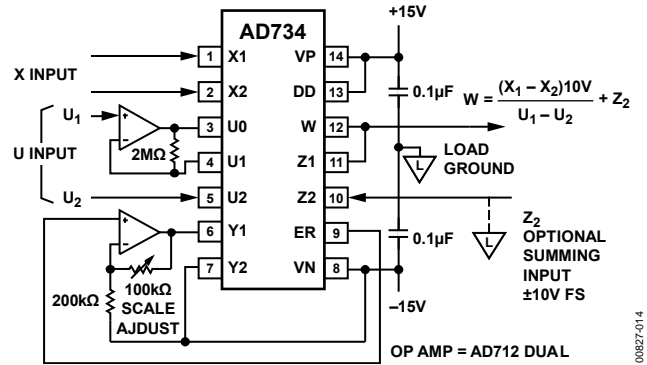 +15V
AD734
X INPUT
1 X1
2 X2
3 U0
4 U1
5 U2
6 Y1
7 Y2
VP 14
DD 13
W 12
Z1 11
Z2 10
ER 9
VN 8
U1
U INPUT
U2
+
–
2MΩ
+
–
200kΩ
100kΩ
SCALE
AJDUST
0.1µF
0.1µF
W = (X1 – X2)10V / U1 – U2 + Z2
L
LOAD
GROUND
L
Z2
OPTIONAL
SUMMING
INPUT
±10V FS
–15V
OP AMP = AD712 DUAL
00827-014